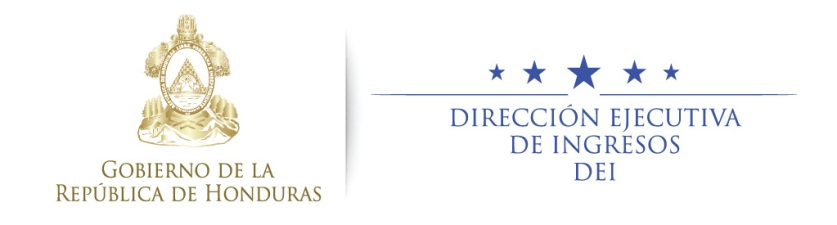 GOBIERNO DE LA
REPÚBLICA DE HONDURAS
DIRECCIÓN EJECUTIVA
DE INGRESOS
DEI